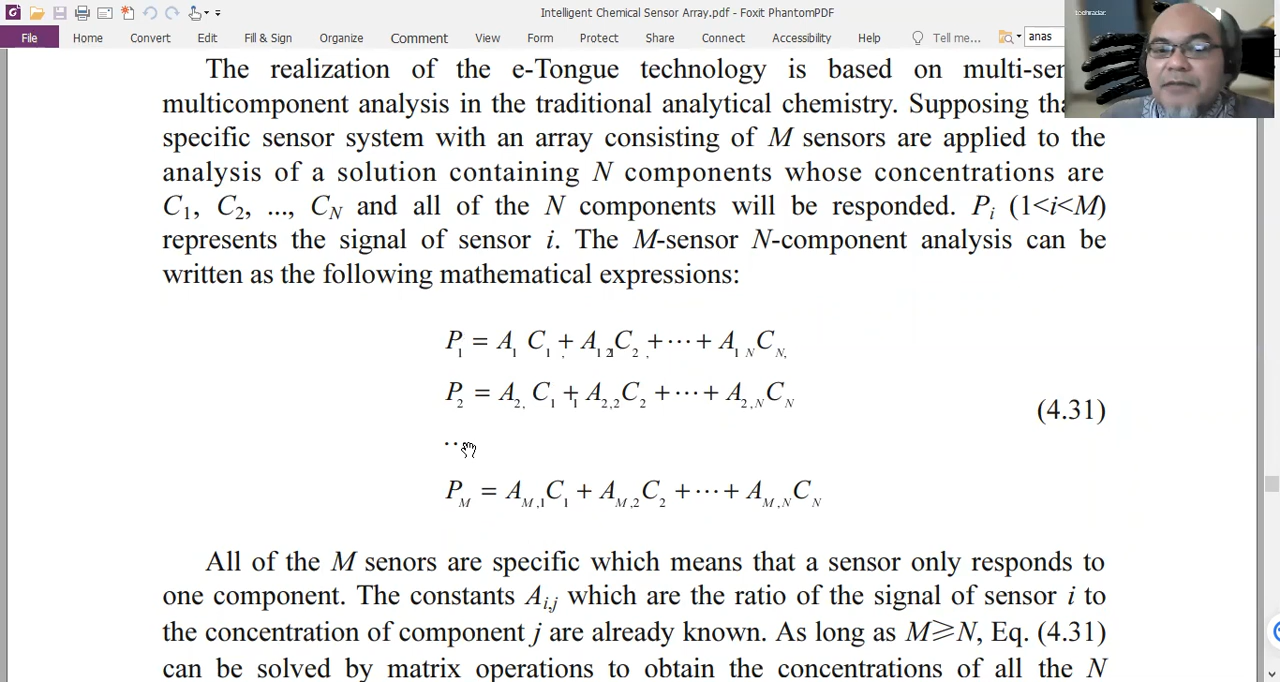 Intelligent Chemical Sensor Array.pdf - Foxit PhantomPDF
File Home Convert Edit Fill & Sign Organize Comment View Form Protect Share Connect Accessibility Help Tell me... anas
The realization of the e-Tongue technology is based on
multicomponent analysis in the traditional analytical chemistry. Supposing
specific sensor system with an array consisting of M sensors are applied to the
analysis of a solution containing N components whose concentrations are
C1, C2, ..., CN and all of the N components will be responded. Pi (1<i<M)
represents the signal of sensor i. The M-sensor N-component analysis can be
written as the following mathematical expressions:
P1 = A1 C1 + A1,2C2 + ⋯ + A1,N CN
P2 = A2,1 C1 + A2,2C2 + ⋯ + A2,N CN
(4.31)
PM = AM,1C1 + AM,2C2 + ⋯ + AM,N CN
All of the M senors are specific which means that a sensor only responds to
one component. The constants Ai,j which are the ratio of the signal of sensor i to
the concentration of component j are already known. As long as M⩾N, Eq. (4.31)
can be solved by matrix operations to obtain the concentrations of all the N